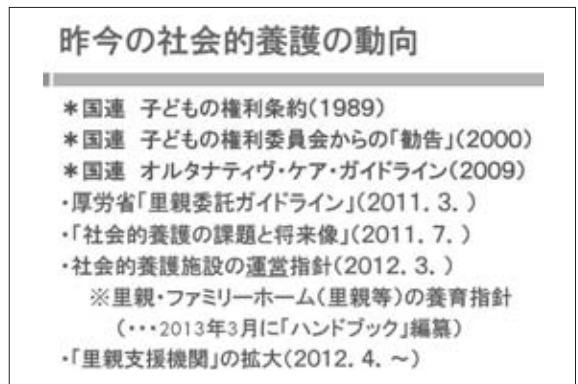 昨今の社会的養護の動向
＊国連 子どもの権利条約(1989)
＊国連 子どもの権利委員会からの「勧告」(2000)
＊国連 オルタナティヴ・ケア・ガイドライン(2009)
・厚労省「里親委託ガイドライン」(2011. 3. )
・「社会的養護の課題と将来像」(2011. 7. )
・社会的養護施設の運営指針(2012. 3. )
※里親・ファミリーホーム(里親等)の養育指針
(・・・2013年3月に「ハンドブック」編纂)
・「里親支援機関」の拡大(2012. 4. ～)